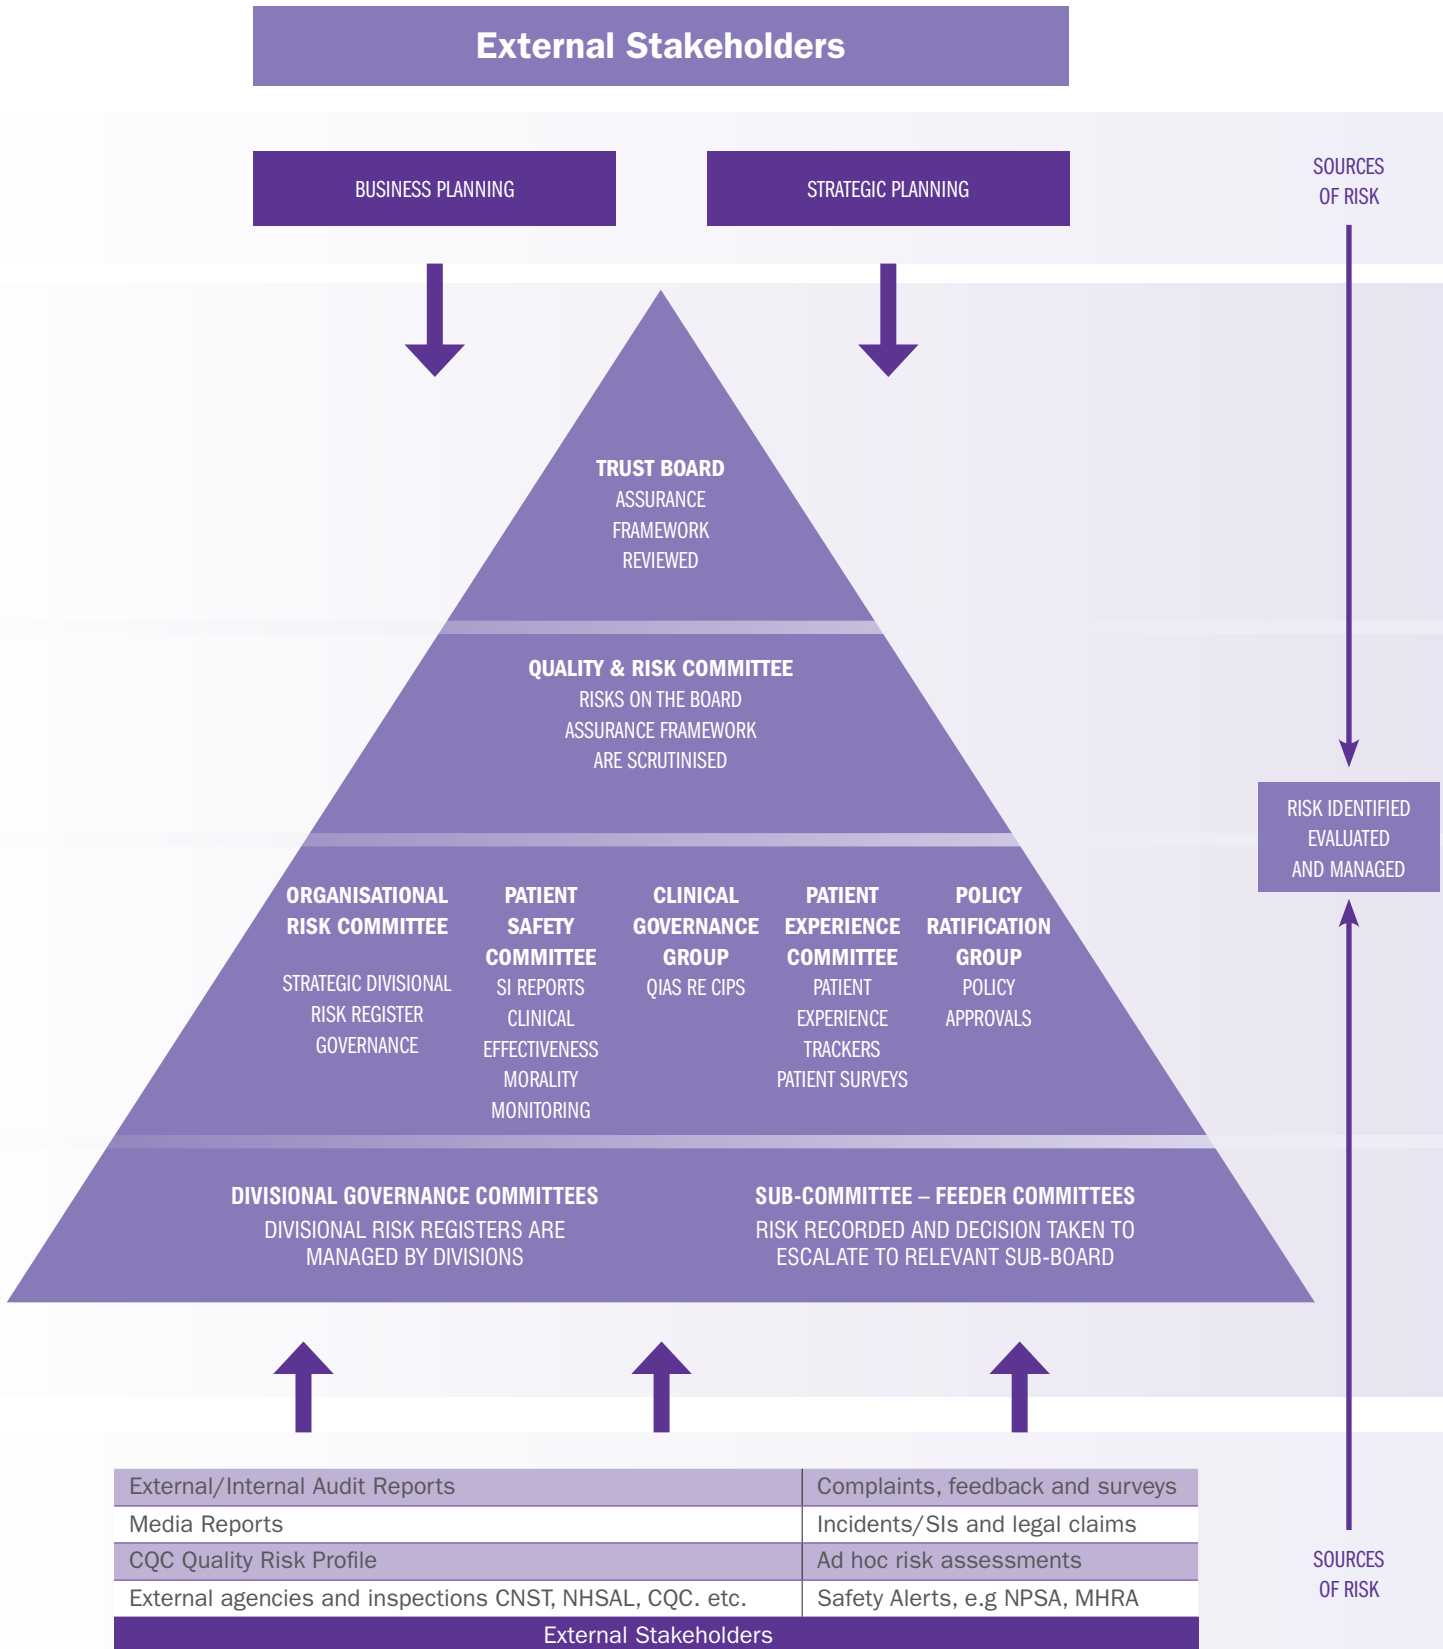 External Stakeholders
BUSINESS PLANNING
STRATEGIC PLANNING
SOURCES
OF RISK
TRUST BOARD
ASSURANCE
FRAMEWORK
REVIEWED
QUALITY & RISK COMMITTEE
RISKS ON THE BOARD
ASSURANCE FRAMEWORK
ARE SCRUTINISED
RISK IDENTIFIED
EVALUATED
AND MANAGED
ORGANISATIONAL
RISK COMMITTEE
STRATEGIC DIVISIONAL
RISK REGISTER
GOVERNANCE
PATIENT
SAFETY
COMMITTEE
SI REPORTS
CLINICAL
EFFECTIVENESS
MORALITY
MONITORING
CLINICAL
GOVERNANCE
GROUP
QIAS RE CIPS
PATIENT
EXPERIENCE
COMMITTEE
PATIENT
EXPERIENCE
TRACKERS
PATIENT SURVEYS
POLICY
RATIFICATION
GROUP
POLICY
APPROVALS
DIVISIONAL GOVERNANCE COMMITTEES
DIVISIONAL RISK REGISTERS ARE
MANAGED BY DIVISIONS
SUB-COMMITTEE – FEEDER COMMITTEES
RISK RECORDED AND DECISION TAKEN TO
ESCALATE TO RELEVANT SUB-BOARD
External/Internal Audit Reports
Complaints, feedback and surveys
Media Reports
Incidents/SIs and legal claims
CQC Quality Risk Profile
Ad hoc risk assessments
External agencies and inspections CNST, NHSAL, CQC. etc.
Safety Alerts, e.g NPSA, MHRA
External Stakeholders
SOURCES
OF RISK